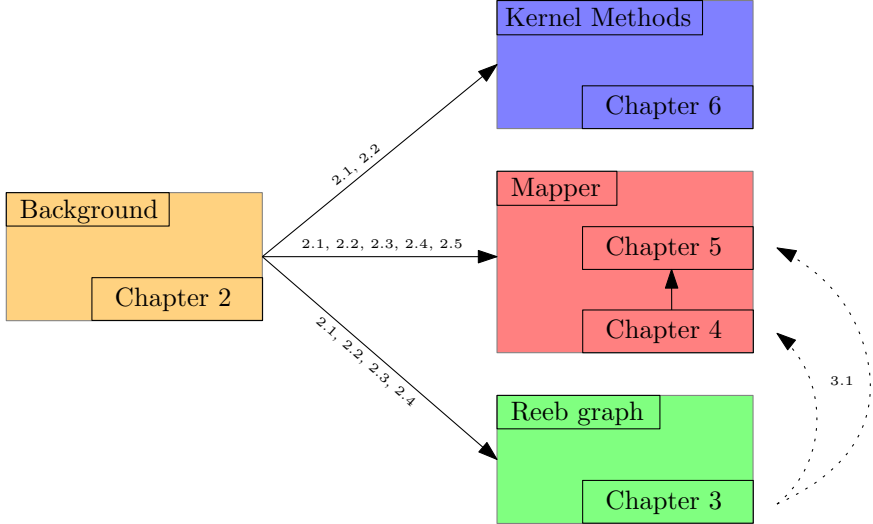 Kernel Methods
Chapter 6
2.1, 2.2
Mapper
Background
2.1, 2.2, 2.3, 2.4, 2.5
Chapter 5
Chapter 2
Chapter 4
2.1, 2.2, 2.3, 2.4
3.1
Reeb graph
Chapter 3